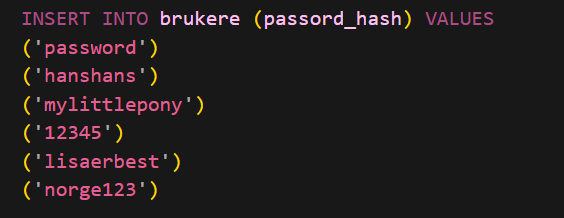 INSERT INTO brukere (passord_hash) VALUES
('password')
('hanshans')
('mylittlepony')
('12345')
('lisaerbest')
('norge123')